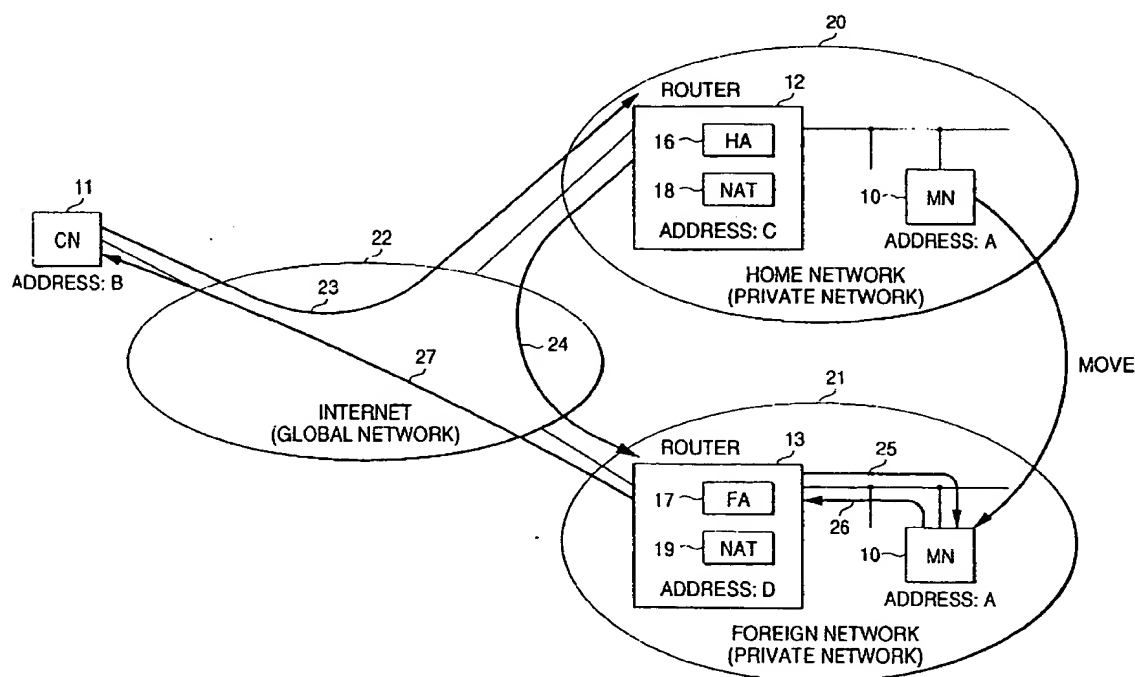 20
ROUTER
12
16
HA
18
NAT
ADDRESS: C
10
MN
ADDRESS: A
HOME NETWORK
(PRIVATE NETWORK)
11
CN
ADDRESS: B
22
23
24
27
INTERNET
(GLOBAL NETWORK)
MOVE
21
ROUTER
13
17
FA
19
NAT
ADDRESS: D
25
26
10
MN
ADDRESS: A
FOREIGN NETWORK
(PRIVATE NETWORK)